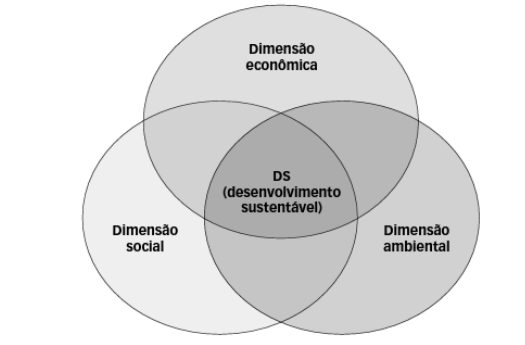 Dimensão
econômica
DS
(desenvolvimento
sustentável)
Dimensão
social
Dimensão
ambiental